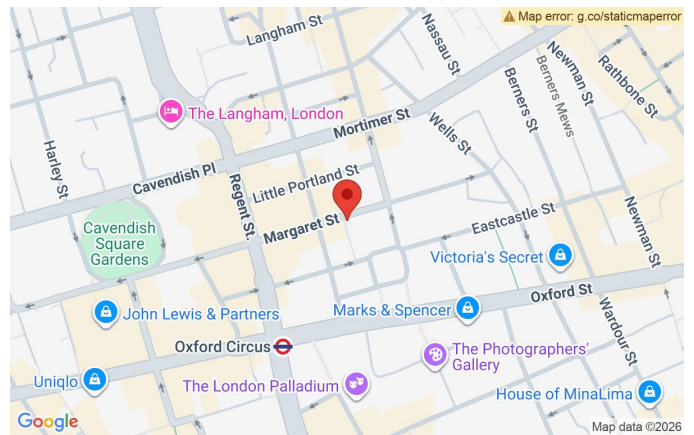 Map error: g.co/staticmaperror
Langham St
Nassau St
Newman St
Rathbone St
Berners St
Berners Mews
The Langham, London
Mortimer St
Wells St
Harley St
Cavendish Pl
Little Portland St
Regent St.
Margaret St
Eastcastle St
Newman St
Cavendish
Square
Gardens
Victoria's Secret
Oxford St
John Lewis & Partners
Marks & Spencer
Wardour St
Oxford Circus
The Photographers'
Gallery
Uniqlo
The London Palladium
House of MinaLima
Google
Map data ©2026